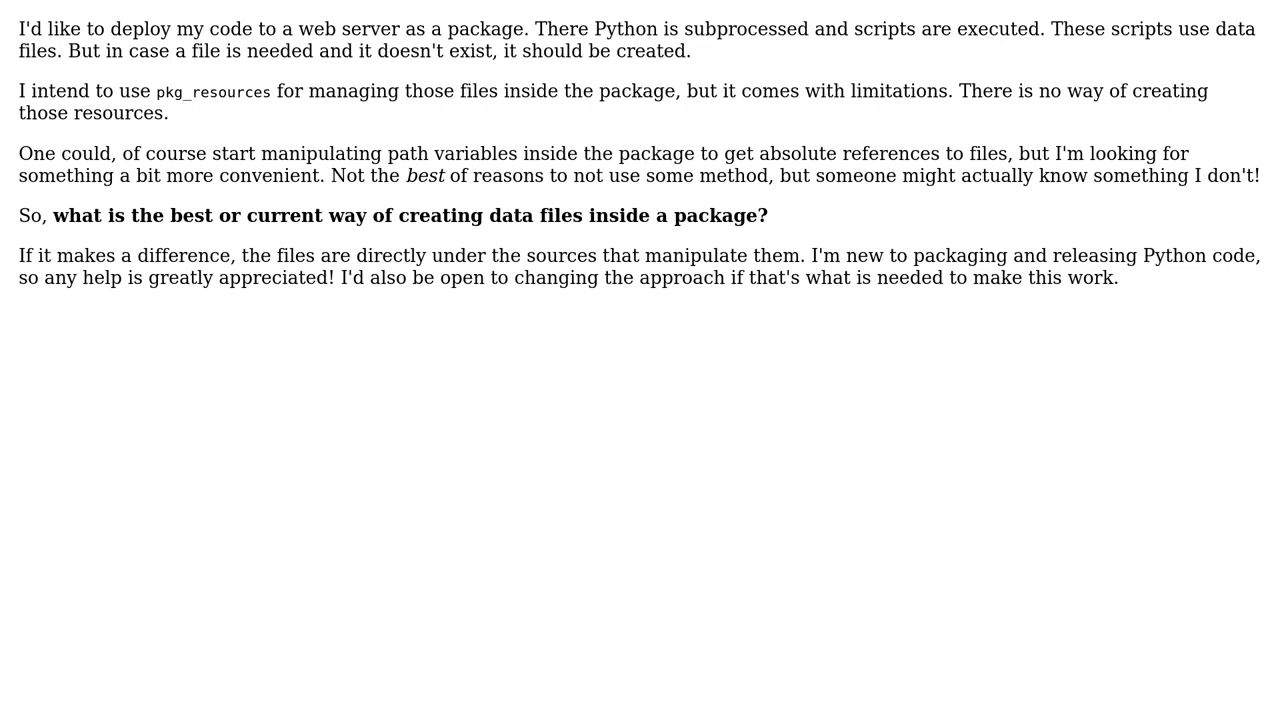 I'd like to deploy my code to a web server as a package. There Python is subprocessed and scripts are executed. These scripts use data
files. But in case a file is needed and it doesn't exist, it should be created.
I intend to use pkg_resources for managing those files inside the package, but it comes with limitations. There is no way of creating
those resources.
One could, of course start manipulating path variables inside the package to get absolute references to files, but I'm looking for
something a bit more convenient. Not the best of reasons to not use some method, but someone might actually know something I don't!
So, what is the best or current way of creating data files inside a package?
If it makes a difference, the files are directly under the sources that manipulate them. I'm new to packaging and releasing Python code,
so any help is greatly appreciated! I'd also be open to changing the approach if that's what is needed to make this work.